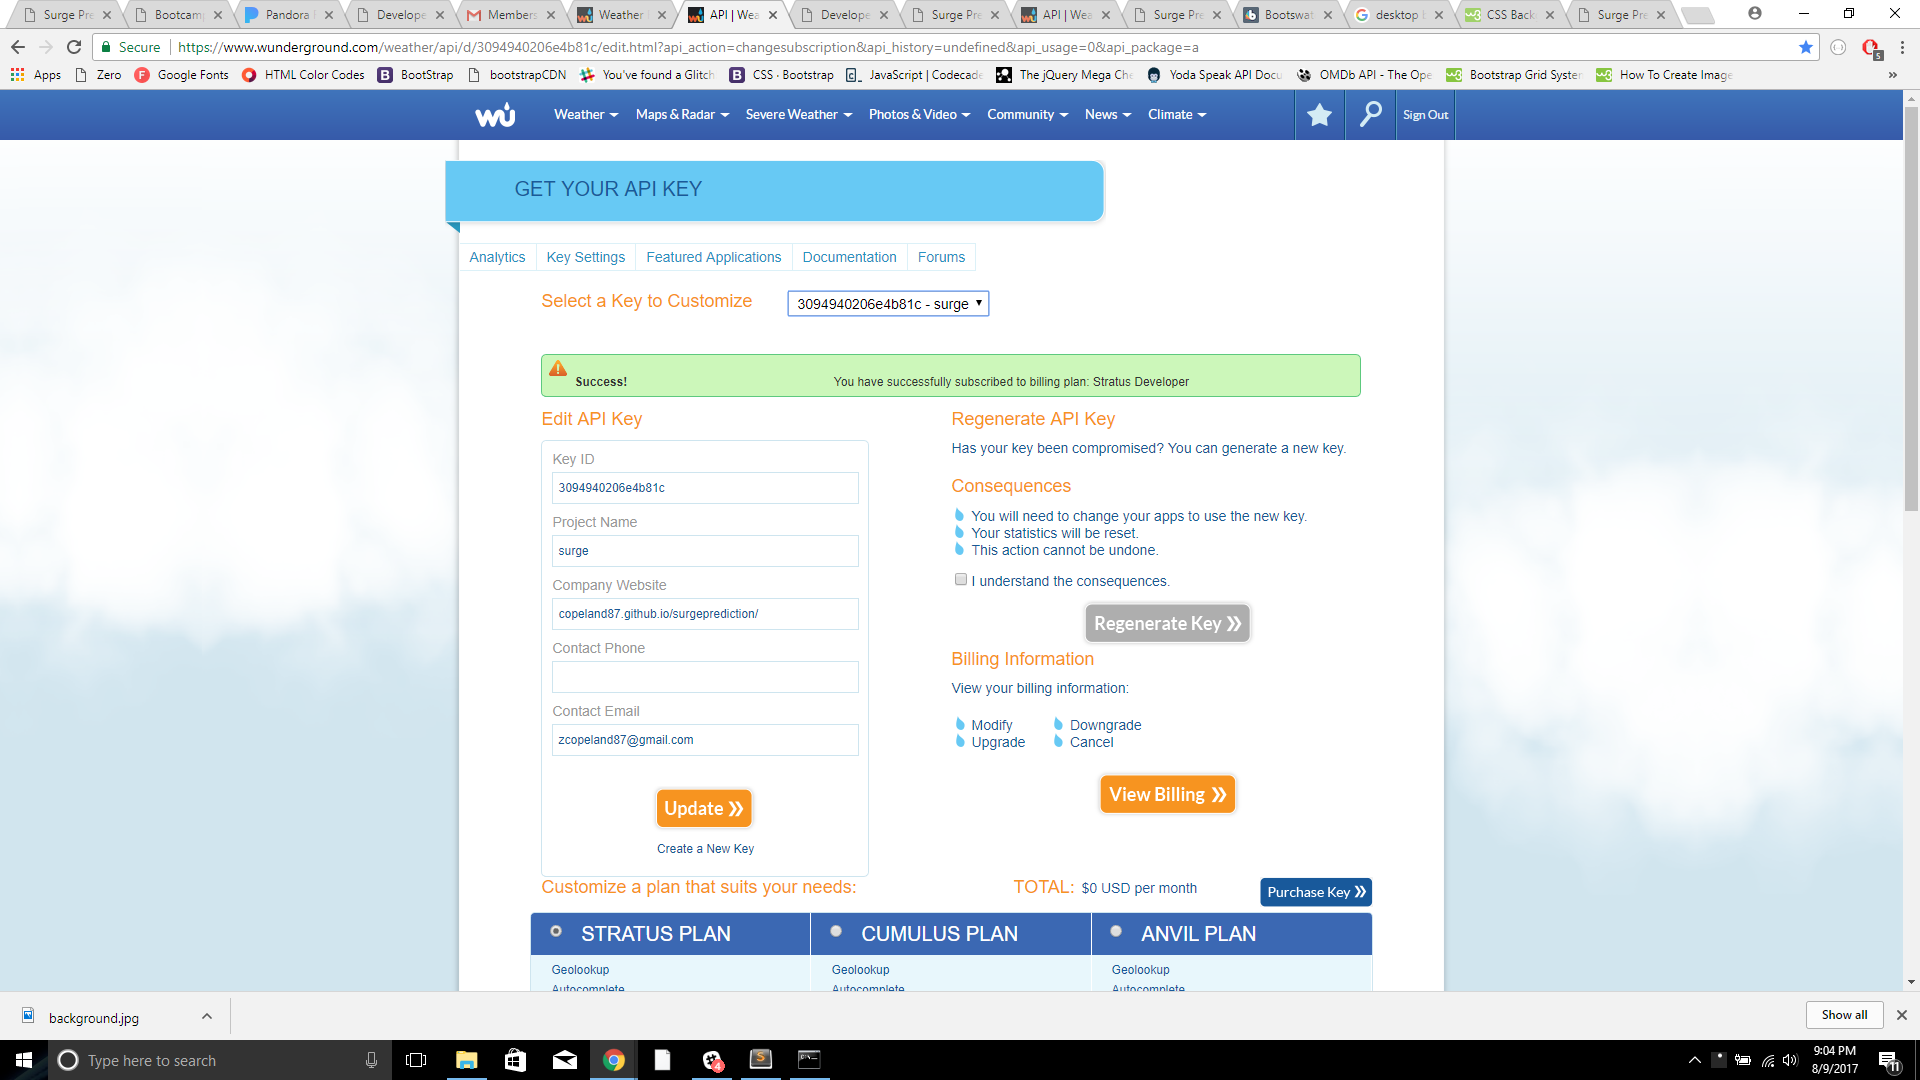 Surge Pre
Bootcamp
Pandora
Develope
Members
Weather
API | Wea
Develope
Surge Pre
API | Wea
Surge Pre
Bootswat
desktop b
CSS Back
Surge Pre
Secure
https://www.wunderground.com/weather/api/d/3094940206e4b81c/edit.html?api_action=changesubscription&api_history=undefined&api_usage=0&api_package=a
5
Apps
Zero
Google Fonts
HTML Color Codes
BootStrap
bootstrapCDN
You've found a Glitch
CSS · Bootstrap
JavaScript | Codecade
The jQuery Mega Che
Yoda Speak API Docu
OMDb API - The Ope
Bootstrap Grid System
How To Create Image
»
wu
Weather
Maps & Radar
Severe Weather
Photos & Video
Community
News
Climate
Sign Out
GET YOUR API KEY
Analytics
Key Settings
Featured Applications
Documentation
Forums
Select a Key to Customize
3094940206e4b81c - surge
Success!
You have successfully subscribed to billing plan: Stratus Developer
Edit API Key
Key ID
3094940206e4b81c
Project Name
surge
Company Website
copeland87.github.io/surgeprediction/
Contact Phone
Contact Email
zcopeland87@gmail.com
Update »
Create a New Key
Regenerate API Key
Has your key been compromised? You can generate a new key.
Consequences
You will need to change your apps to use the new key.
Your statistics will be reset.
This action cannot be undone.
I understand the consequences.
Regenerate Key »
Billing Information
View your billing information:
Modify
Downgrade
Upgrade
Cancel
View Billing »
Customize a plan that suits your needs:
TOTAL: $0 USD per month
Purchase Key »
STRATUS PLAN
CUMULUS PLAN
ANVIL PLAN
Geolookup
Geolookup
Geolookup
Autocomplete
Autocomplete
Autocomplete
background.jpg
Show all
Type here to search
4
9:04 PM
8/9/2017
11